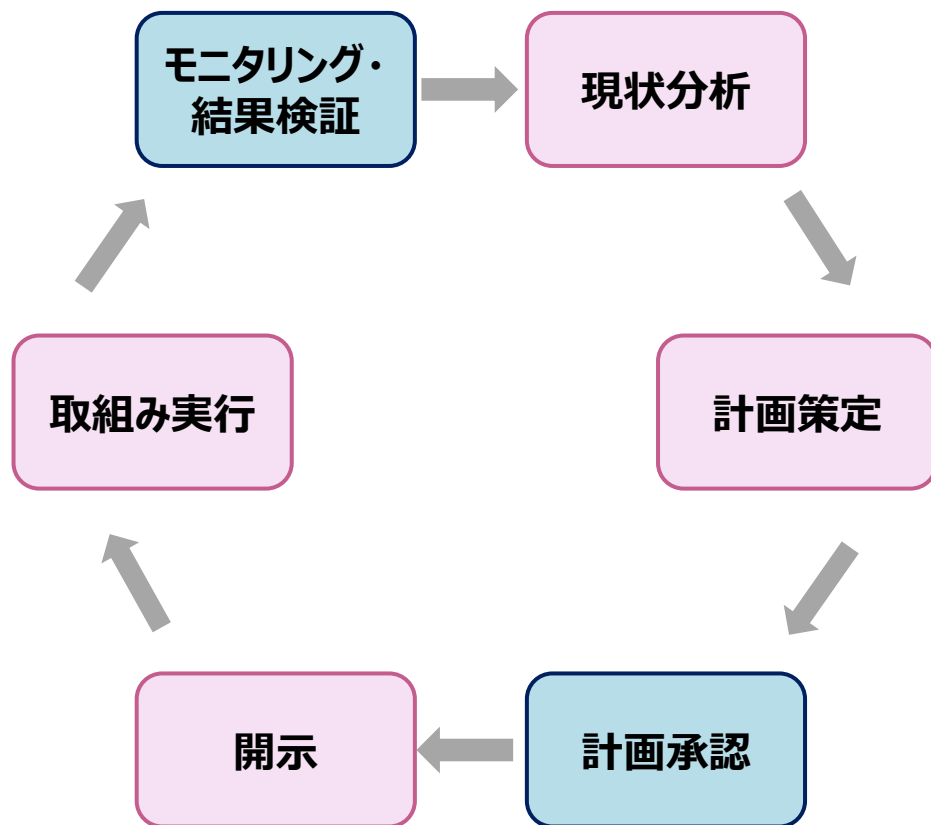 モニタリング・
結果検証
現状分析
取組み実行
計画策定
開示
計画承認